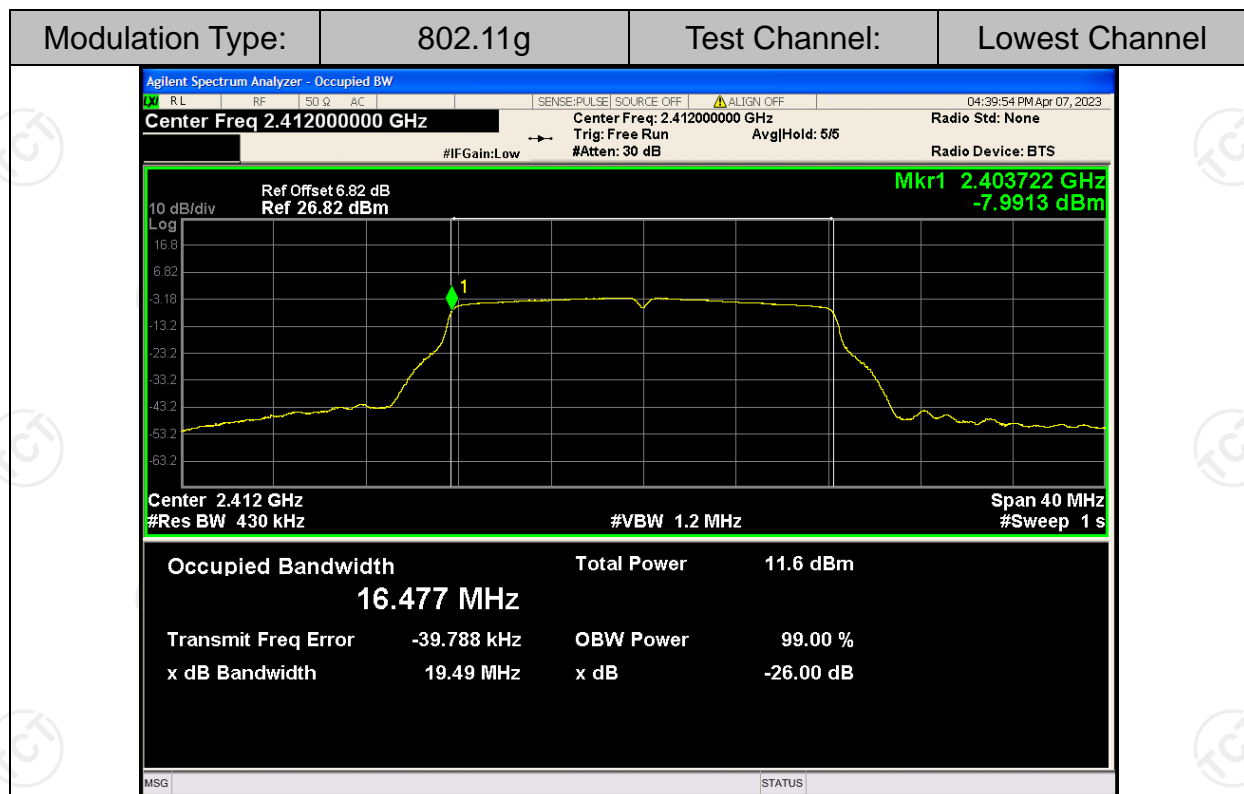 Modulation Type: 802.11g Test Channel: Lowest Channel
Agilent Spectrum Analyzer - Occupied BW
LXI RL RF 50 Ω AC SENSE:PULSE SOURCE OFF ALIGN OFF 04:39:54 PM Apr 07, 2023
Center Freq 2.412000000 GHz Center Freq: 2.412000000 GHz Radio Std: None
Trig: Free Run Avg|Hold: 5/5
#IFGain:Low #Atten: 30 dB Radio Device: BTS
Mkr1 2.403722 GHz
Ref Offset 6.82 dB
10 dB/div Ref 26.82 dBm -7.9913 dBm
Log
16.8
6.82
1
-3.18
-13.2
-23.2
-33.2
-43.2
-53.2
-63.2
Center 2.412 GHz Span 40 MHz
#Res BW 430 kHz #VBW 1.2 MHz #Sweep 1 s
Occupied Bandwidth Total Power 11.6 dBm
16.477 MHz
Transmit Freq Error -39.788 kHz OBW Power 99.00 %
x dB Bandwidth 19.49 MHz x dB -26.00 dB
MSG STATUS
TCT
TCT
TCT
TCT
TCT
TCT